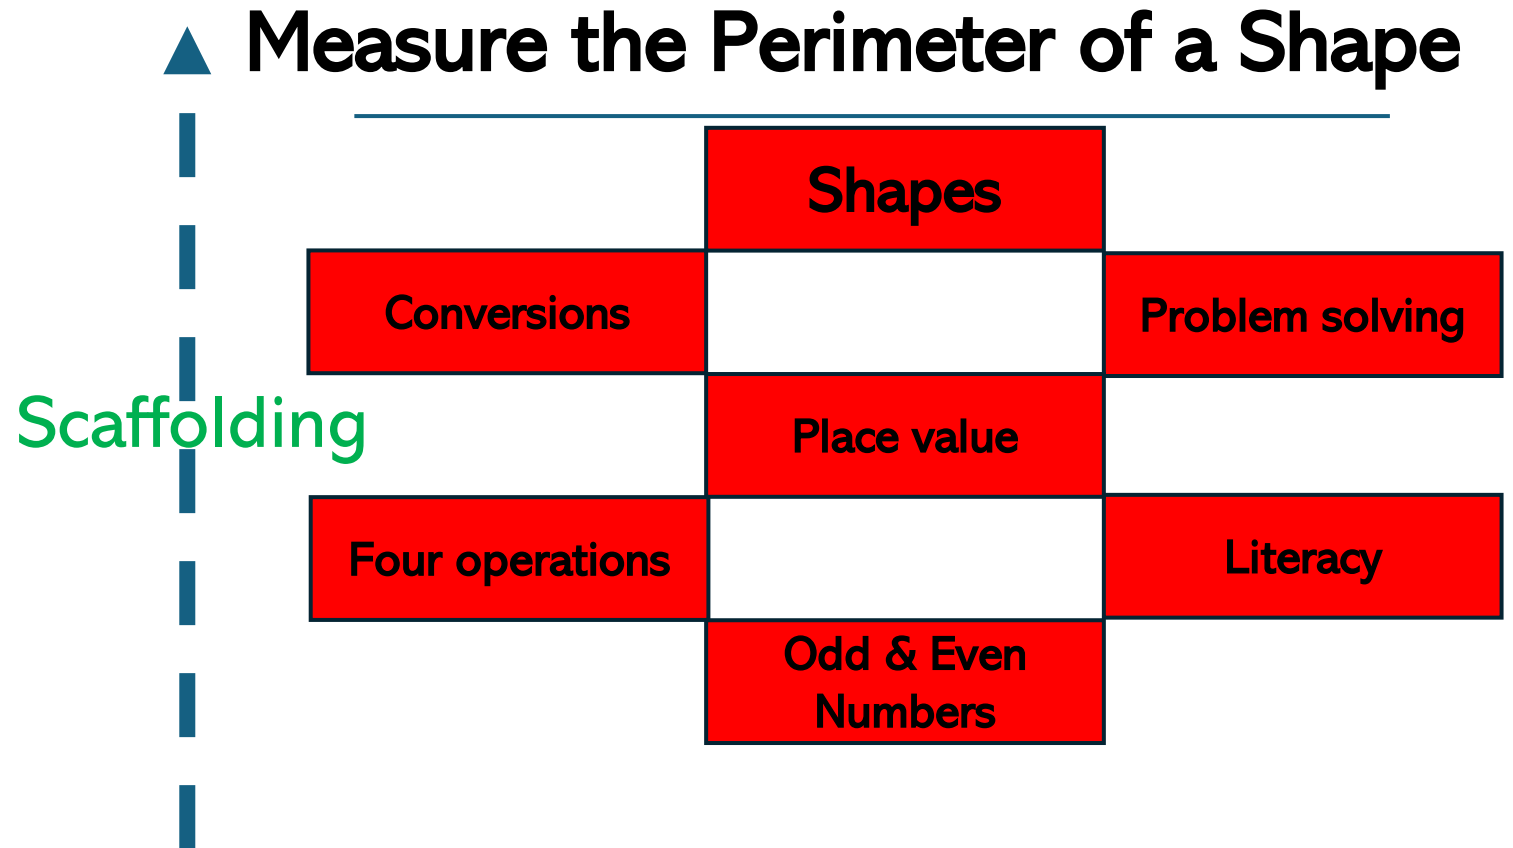 Measure the Perimeter of a Shape
Shapes
Conversions
Problem solving
Scaffolding
Place value
Four operations
Literacy
Odd & Even
Numbers